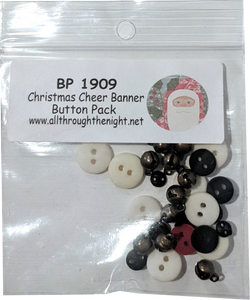 BP 1909
Christmas Cheer Banner
Button Pack
www.allthroughthenight.net